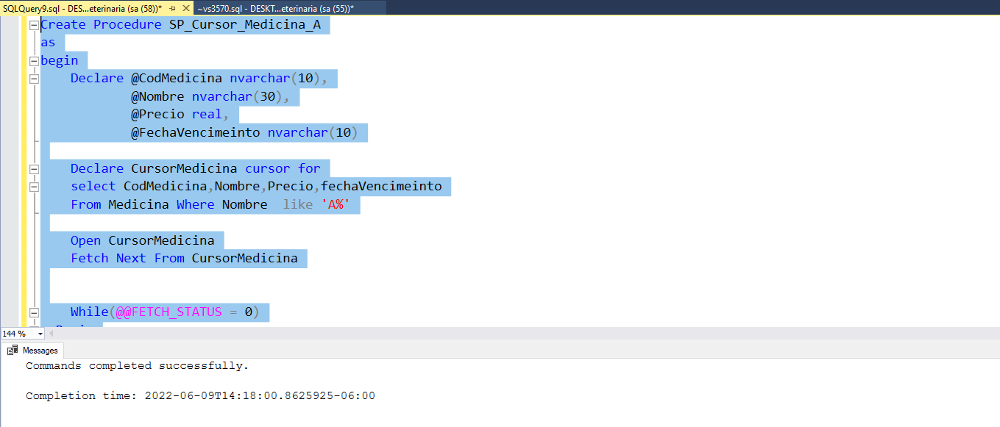 SQLQuery9.sql - DES...eterinaria (sa (58))* ~vs3570.sql - DESKT...eterinaria (sa (55))*
Create Procedure SP_Cursor_Medicina_A
as
begin
Declare @CodMedicina nvarchar(10),
@Nombre nvarchar(30),
@Precio real,
@FechaVencimeinto nvarchar(10)
Declare CursorMedicina cursor for
select CodMedicina,Nombre,Precio,fechaVencimeinto
From Medicina Where Nombre  like 'A%'
Open CursorMedicina
Fetch Next From CursorMedicina
While(@@FETCH_STATUS = 0)
144 %
Messages
Commands completed successfully.
Completion time: 2022-06-09T14:18:00.8625925-06:00